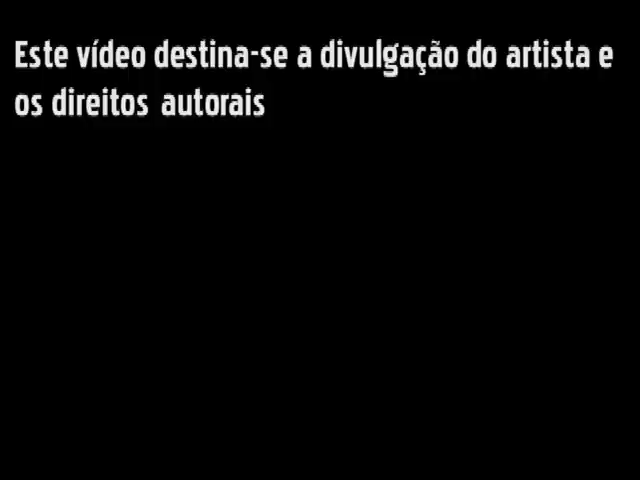 Este vídeo destina-se a divulgação do artista e
os direitos autorais